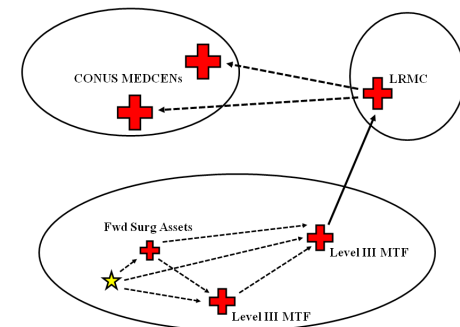 CONUS MEDCENs
LRMC
Fwd Surg Assets
Level III MTF
Level III MTF